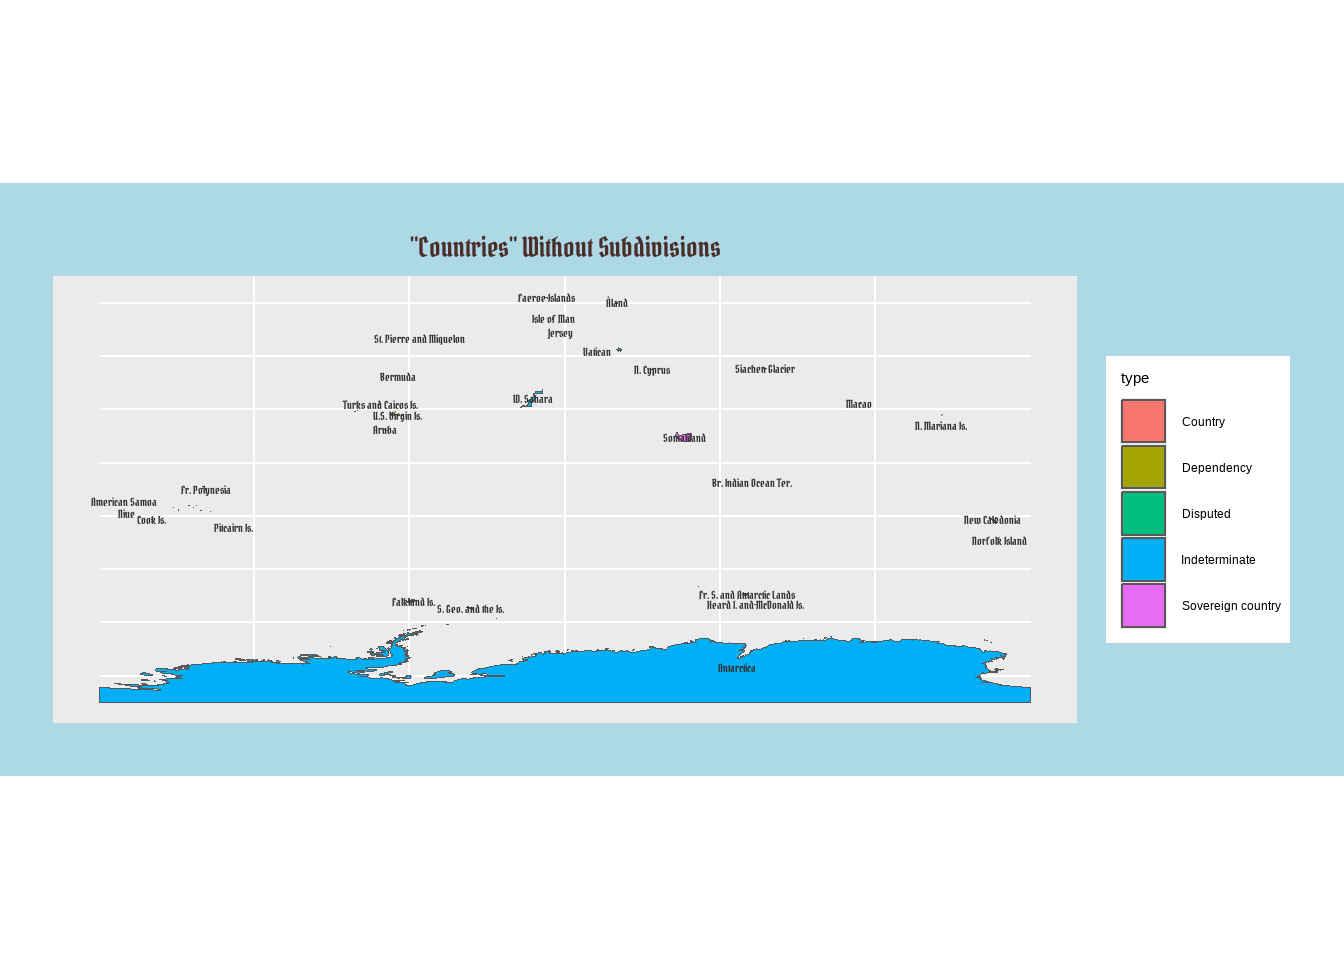 "Countries" Without Subdivisions
Faeroe Islands
Åland
Isle of Man
Jersey
St. Pierre and Miquelon
Vatican
N. Cyprus
Siachen Glacier
Bermuda
W. Sahara
Turks and Caicos Is.
Macao
U.S. Virgin Is.
N. Mariana Is.
Aruba
Somaliland
Br. Indian Ocean Ter.
Fr. Polynesia
American Samoa
Niue
Cook Is.
New Caledonia
Pitcairn Is.
Norfolk Island
Fr. S. and Antarctic Lands
Falkland Is.
Heard I. and McDonald Is.
S. Geo. and the Is.
Antarctica
type
Country
Dependency
Disputed
Indeterminate
Sovereign country